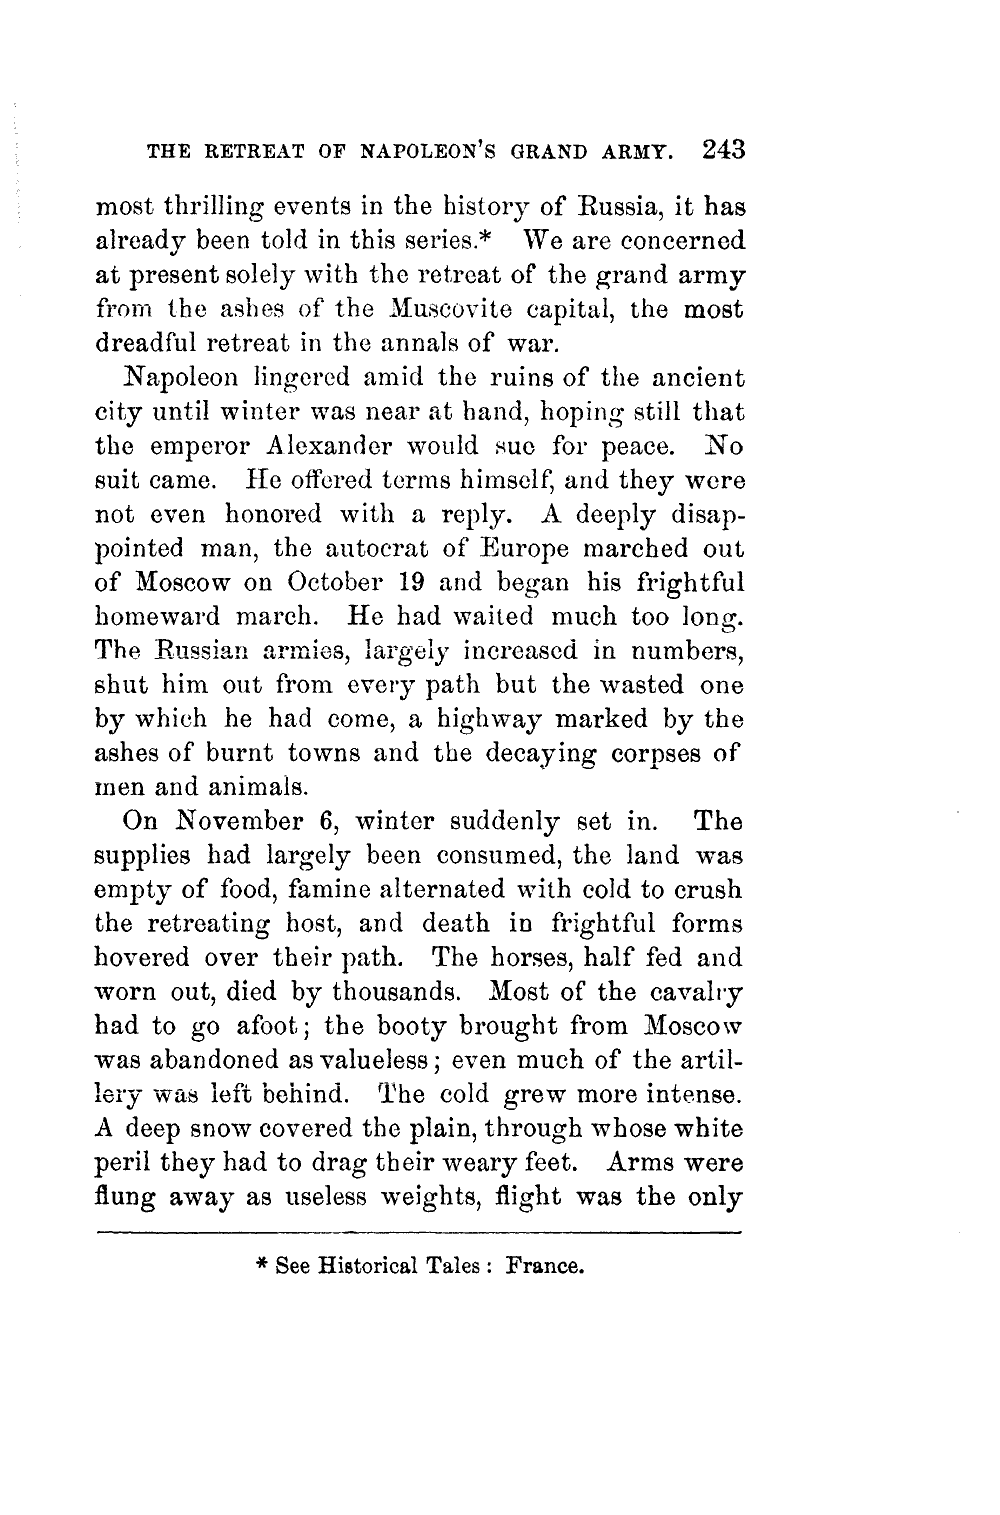 THE RETREAT OF NAPOLEON'S GRAND ARMY. 243
most thrilling events in the history of Russia, it has
already been told in this series.* We are concerned
at present solely with the retreat of the grand army
from the ashes of the Muscovite capital, the most
dreadful retreat in the annals of war.
Napoleon lingered amid the ruins of the ancient
city until winter was near at hand, hoping still that
the emperor Alexander would sue for peace. No
suit came. He offered terms himself, and they were
not even honored with a reply. A deeply disap-
pointed man, the autocrat of Europe marched out
of Moscow on October 19 and began his frightful
homeward march. He had waited much too long.
The Russian armies, largely increased in numbers,
shut him out from every path but the wasted one
by which he had come, a highway marked by the
ashes of burnt towns and the decaying corpses of
men and animals.
On November 6, winter suddenly set in. The
supplies had largely been consumed, the land was
empty of food, famine alternated with cold to crush
the retreating host, and death in frightful forms
hovered over their path. The horses, half fed and
worn out, died by thousands. Most of the cavalry
had to go afoot; the booty brought from Moscow
was abandoned as valueless; even much of the artil-
lery was left behind. The cold grew more intense.
A deep snow covered the plain, through whose white
peril they had to drag their weary feet. Arms were
flung away as useless weights, flight was the only
* See Historical Tales: France.